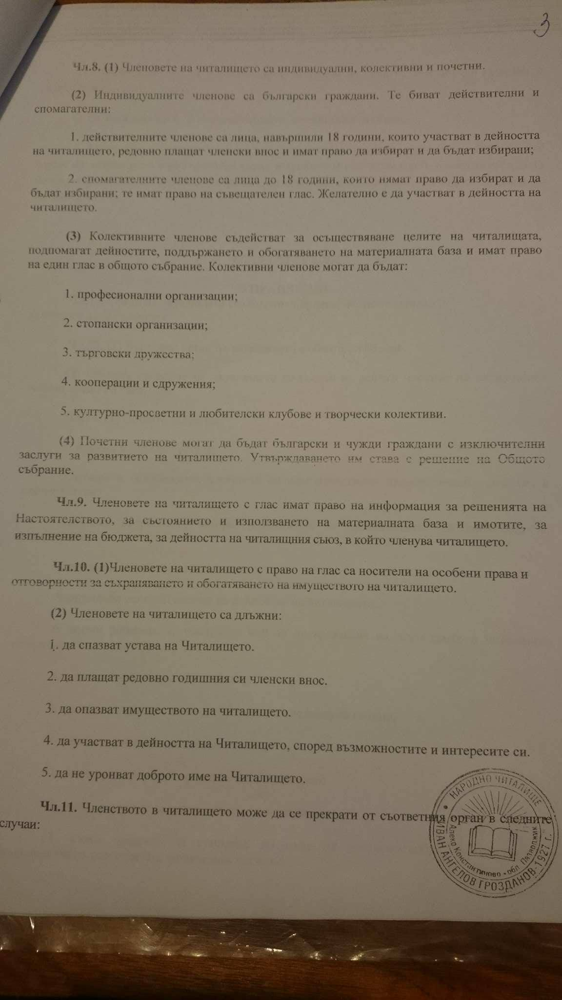 3
Чл.8. (1) Членовете на читалището са индивидуални, колективни и почетни.
(2) Индивидуалните членове са български граждани. Те биват действителни и
спомагателни:
1. действителните членове са лица, навършили 18 години, които участват в дейността
на читалището, редовно плащат членски внос и имат право да избират и да бъдат избирани;
2. спомагателните членове са лица до 18 години, които нямат право да избират и да
бъдат избирани; те имат право на съвещателен глас. Желателно е да участват в дейността на
читалището.
(3) Колективните членове съдействат за осъществяване целите на читалищата,
подпомагат дейностите, поддържането и обогатяването на материалната база и имат право
на един глас в общото събрание. Колективни членове могат да бъдат:
1. професионални организации;
2. стопански организации;
3. търговски дружества;
4. кооперации и сдружения;
5. културно-просветни и любителски клубове и творчески колективи.
(4) Почетни членове могат да бъдат български и чужди граждани с изключителни
заслуги за развитието на читалището. Утвърждаването им става с решение на Общото
събрание.
Чл.9. Членовете на читалището с глас имат право на информация за решенията на
Настоятелството, за състоянието и използването на материалната база и имотите, за
изпълнение на бюджета, за дейността на читалищния съюз, в който членува читалището.
Чл.10. (1)Членовете на читалището с право на глас са носители на особени права и
отговорности за съхраняването и обогатяването на имуществото на читалището.
(2) Членовете на читалището са длъжни:
1. да спазват устава на Читалището.
2. да плащат редовно годишния си членски внос.
3. да опазват имуществото на читалището.
4. да участват в дейността на Читалището, според възможностите и интересите си.
5. да не уронват доброто име на Читалището.
Чл.11. Членството в читалището може да се прекрати от съответния орган в следните
случаи:
НАРОДНО ЧИТАЛИЩЕ
"ИВАН АНГЕЛОВ ГРОЗДАНОВ-1927 г."
Алеко Константиново • обл. Пазарджик